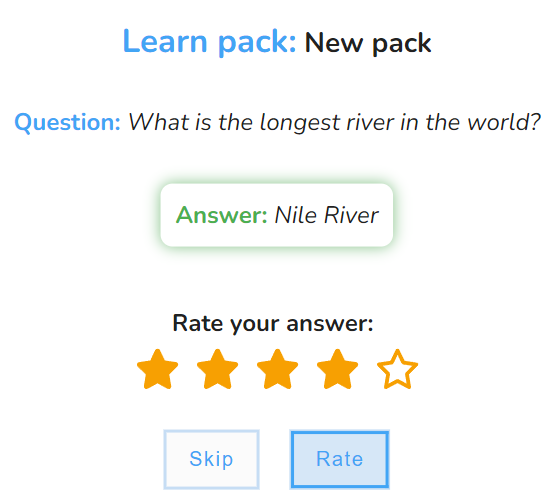 Learn pack: New pack
Question: What is the longest river in the world?
Answer: Nile River
Rate your answer:
Skip Rate